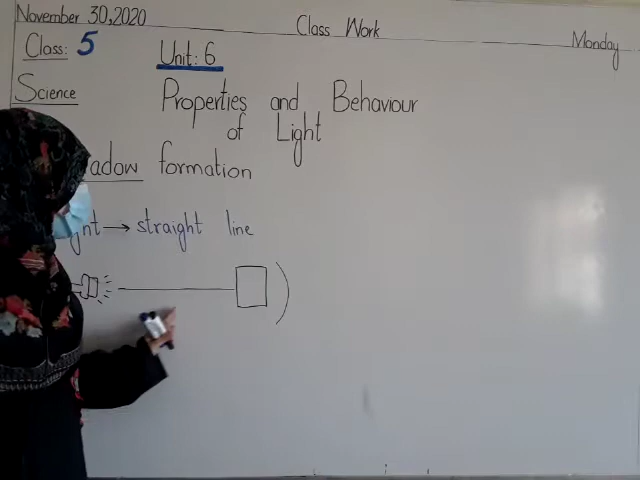 November 30,2020 Class Work Monday
Class: 5 Unit: 6
Science Properties and Behaviour
of Light
adow formation
ght → straight line